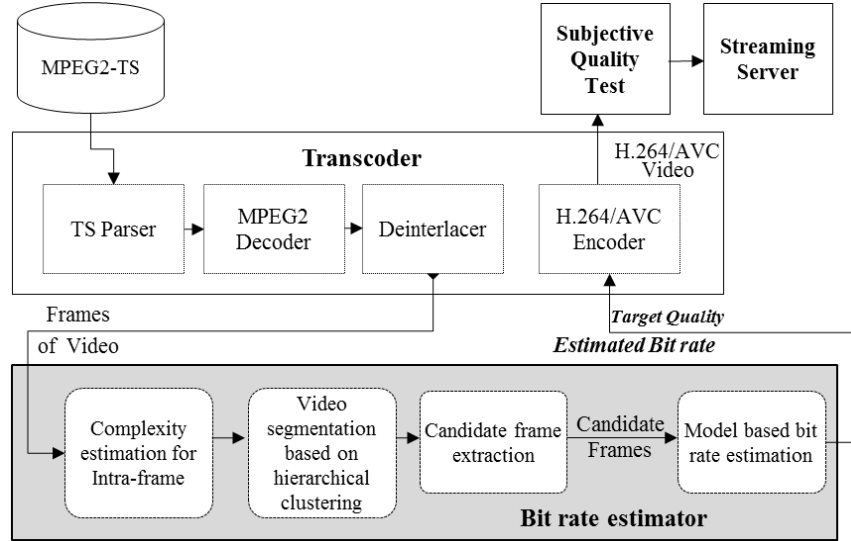 MPEG2-TS
Subjective
Quality
Test
Streaming
Server
Transcoder
H.264/AVC
Video
TS Parser
MPEG2
Decoder
Deinterlacer
H.264/AVC
Encoder
Frames
of Video
Target Quality
Estimated Bit rate
Complexity
estimation for
Intra-frame
Video
segmentation
based on
hierarchical
clustering
Candidate frame
extraction
Candidate
Frames
Model based bit
rate estimation
Bit rate estimator